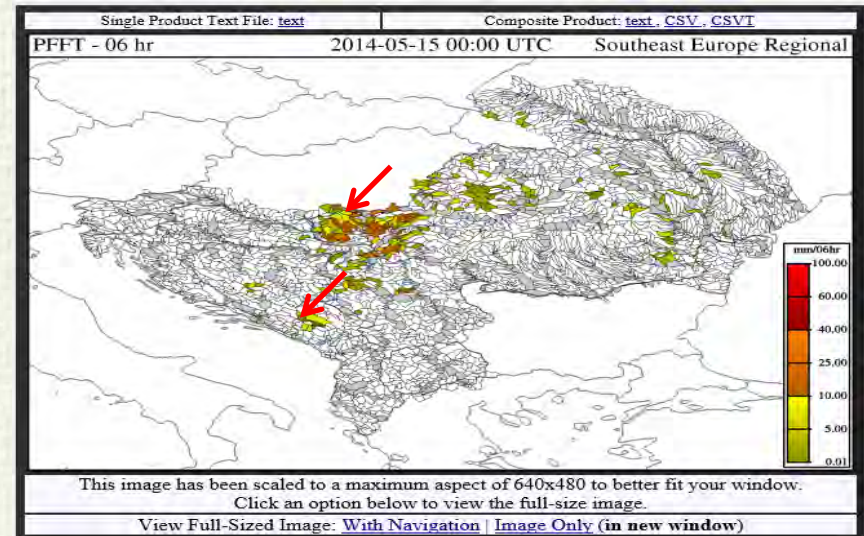 Single Product Text File: text
Composite Product: text , CSV , CSVT
PFFT - 06 hr 2014-05-15 00:00 UTC Southeast Europe Regional
mm/06hr
100.00
60.00
40.00
25.00
10.00
5.00
0.01
This image has been scaled to a maximum aspect of 640x480 to better fit your window.
Click an option below to view the full-size image.
View Full-Sized Image: With Navigation | Image Only (in new window)